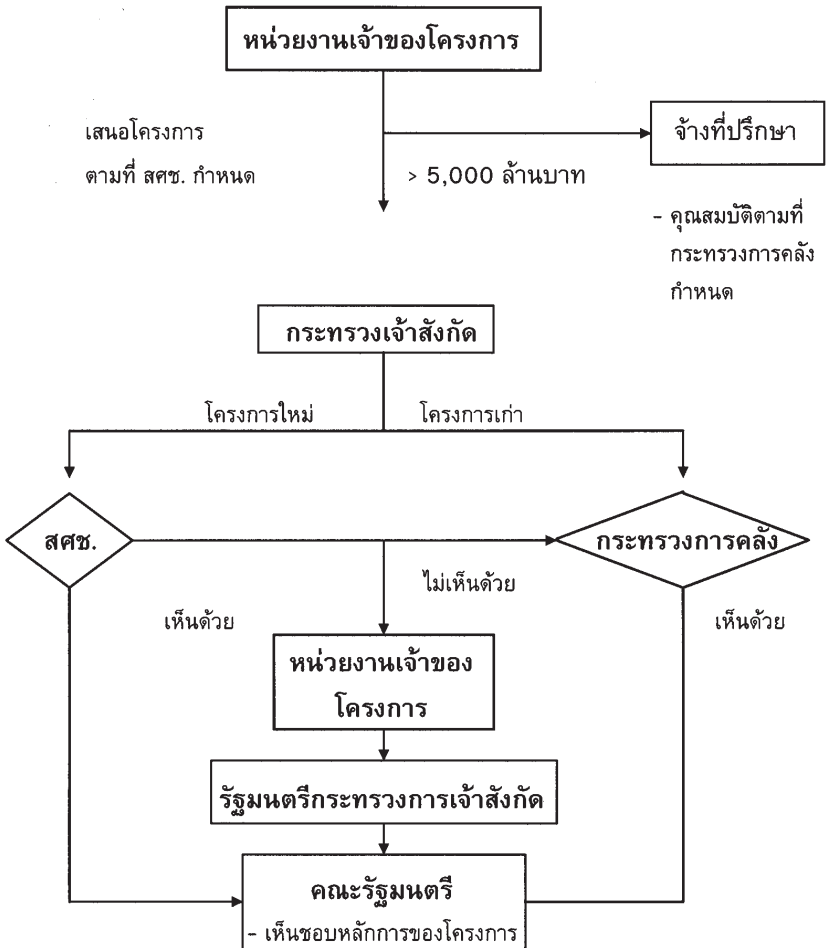 หน่วยงานเจ้าของโครงการ
เสนอโครงการ
ตามที่ สศช. กำหนด
> 5,000 ล้านบาท
จ้างที่ปรึกษา
- คุณสมบัติตามที่
กระทรวงการคลัง
กำหนด
กระทรวงเจ้าสังกัด
โครงการใหม่
โครงการเก่า
สศช.
กระทรวงการคลัง
ไม่เห็นด้วย
เห็นด้วย
เห็นด้วย
หน่วยงานเจ้าของ
โครงการ
รัฐมนตรีกระทรวงการเจ้าสังกัด
คณะรัฐมนตรี
- เห็นชอบหลักการของโครงการ